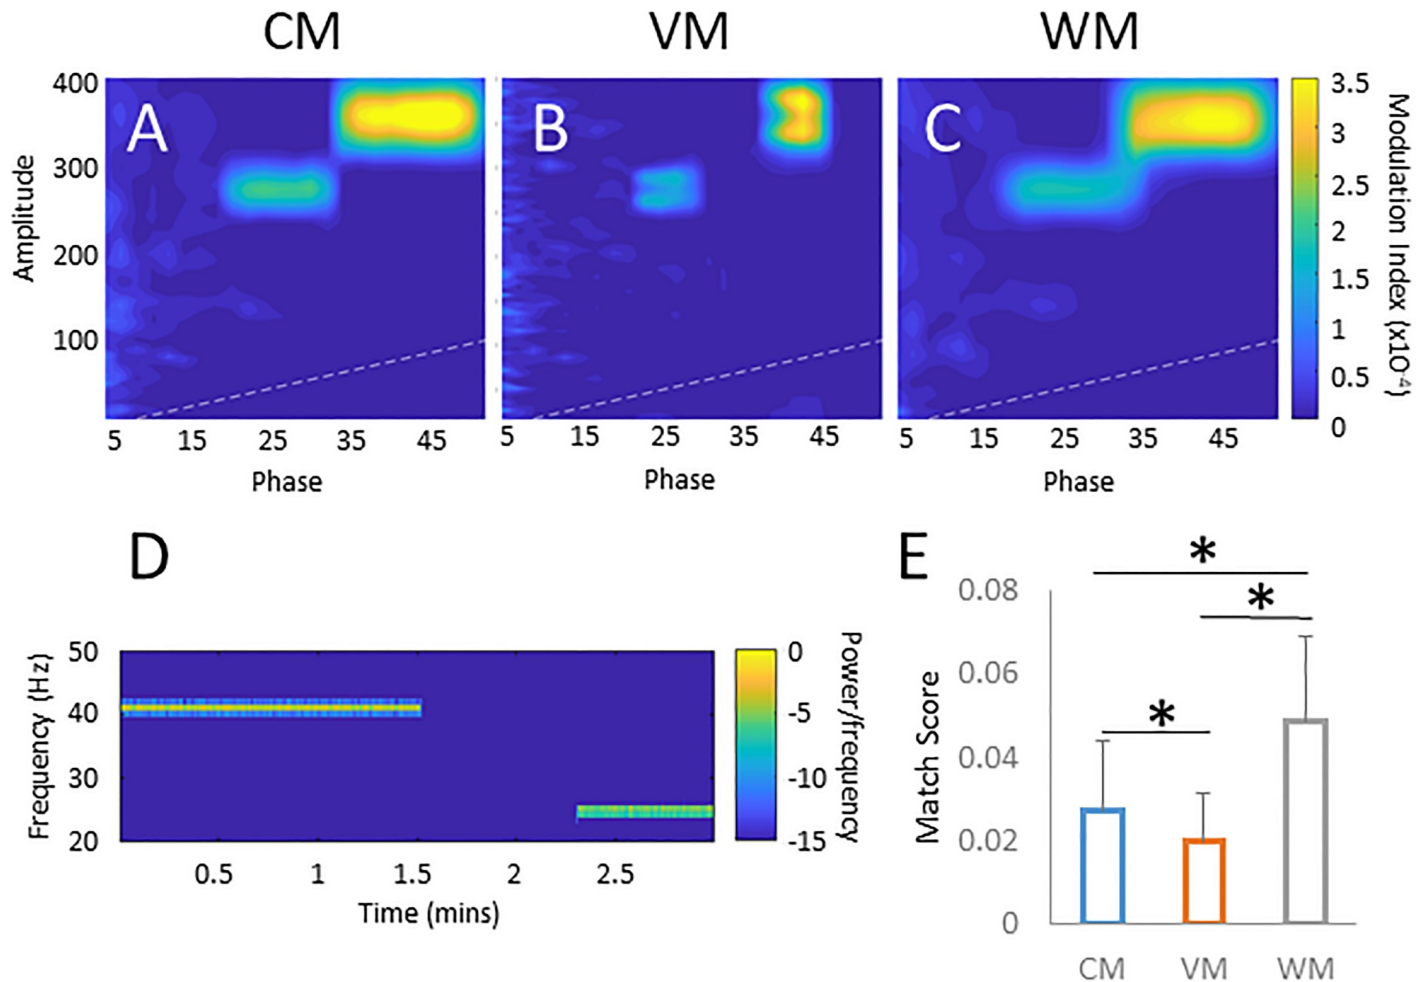 CM VM WM
A B C
400
300
200
100
Amplitude
5 15 25 35 45
Phase
5 15 25 35 45
Phase
5 15 25 35 45
Phase
3.5
3
2.5
2
1.5
1
0.5
0
Modulation Index (x10⁻⁴)
D
50
40
30
20
Frequency (Hz)
0.5 1 1.5 2 2.5
Time (mins)
0
-5
-10
-15
Power/frequency
E
*
*
*
0.08
0.06
0.04
0.02
0
Match Score
CM VM WM